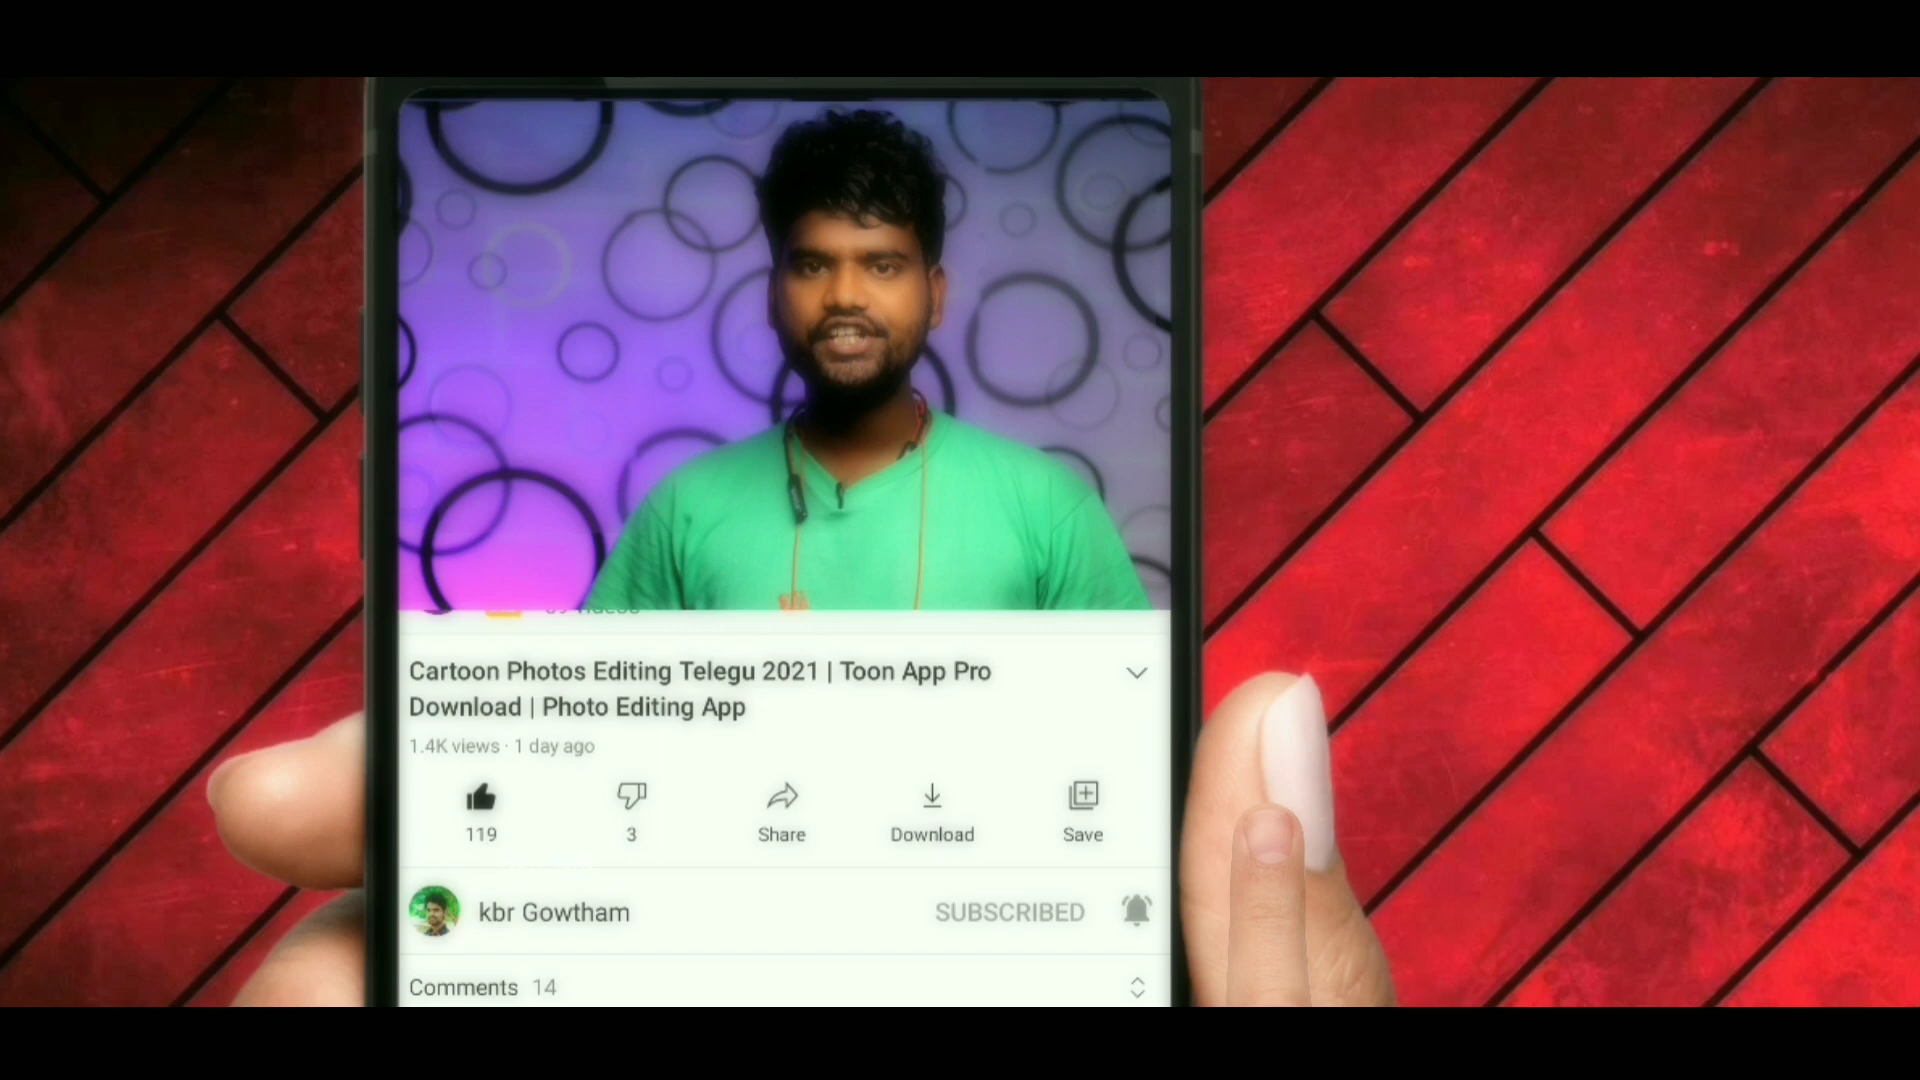 Cartoon Photos Editing Telegu 2021 | Toon App Pro
Download | Photo Editing App
1.4K views · 1 day ago
119
3
Share
Download
Save
kbr Gowtham
SUBSCRIBED
Comments 14